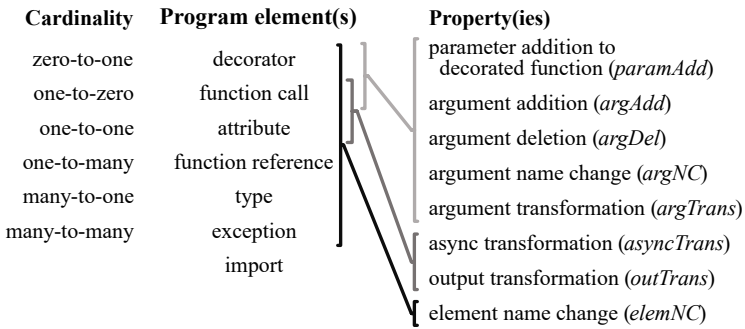 Cardinality
zero-to-one
one-to-zero
one-to-one
one-to-many
many-to-one
many-to-many
Program element(s)
decorator
function call
attribute
function reference
type
exception
import
Property(ies)
parameter addition to
decorated function (paramAdd)
argument addition (argAdd)
argument deletion (argDel)
argument name change (argNC)
argument transformation (argTrans)
async transformation (asyncTrans)
output transformation (outTrans)
element name change (elemNC)